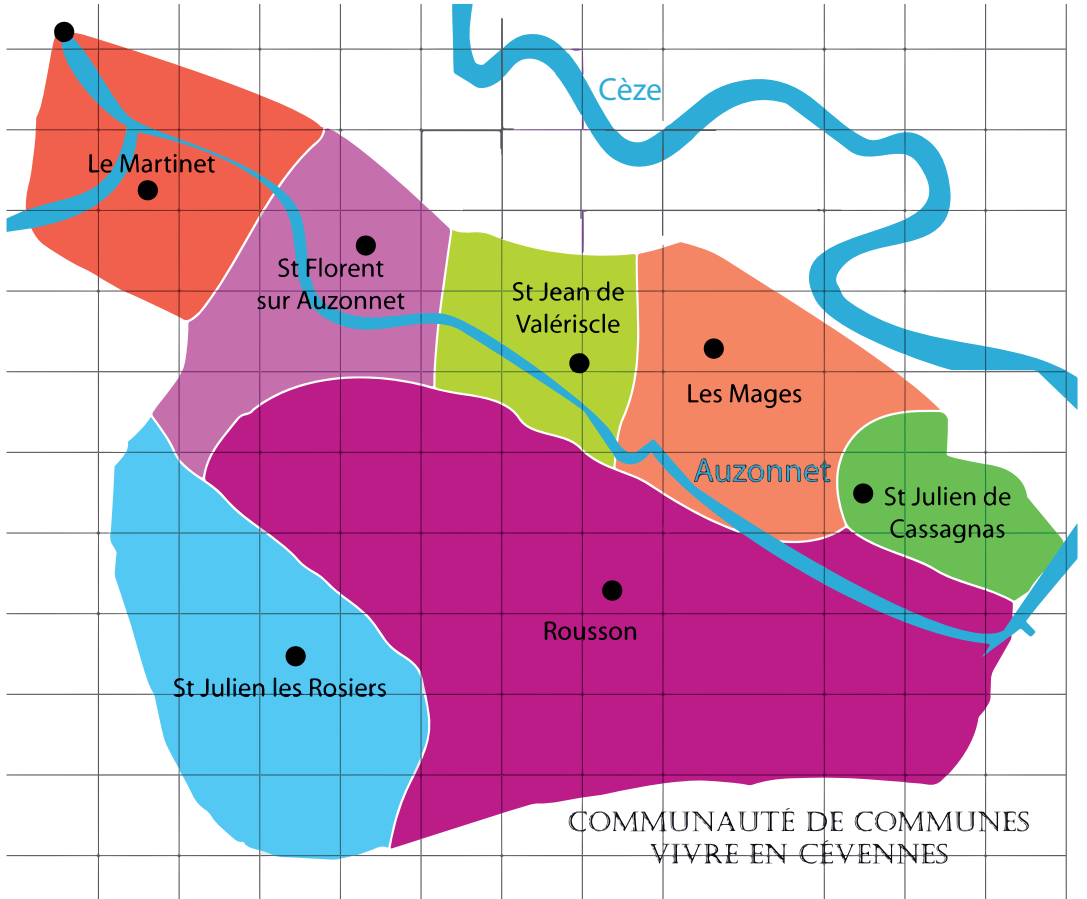 Cèze
Le Martinet
St Florent
sur Auzonnet
St Jean de
Valériscle
Les Mages
Auzonnet
St Julien de
Cassagnas
Rousson
St Julien les Rosiers
COMMUNAUTÉ DE COMMUNES
VIVRE EN CÉVENNES